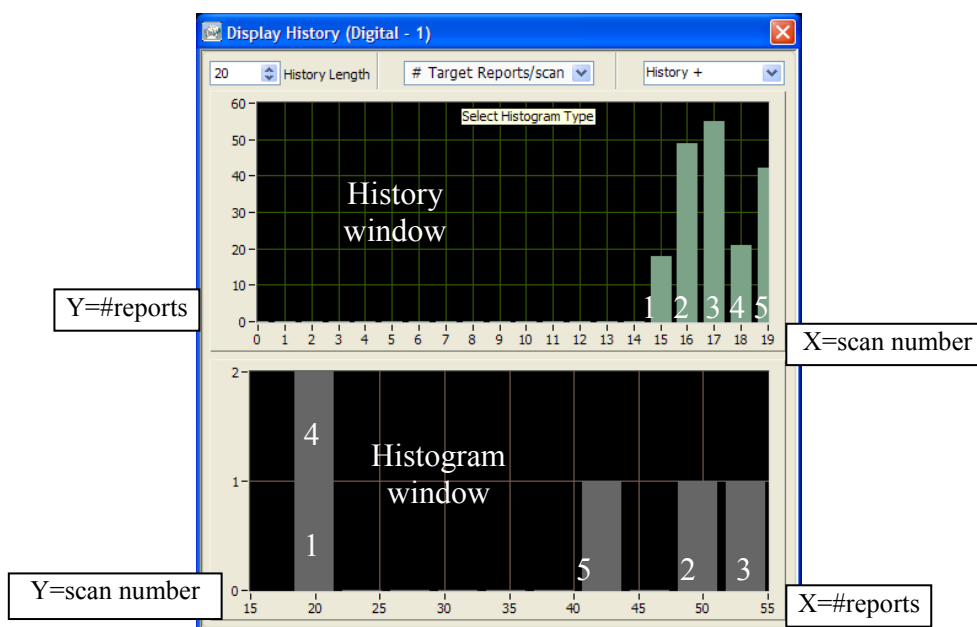 Display History (Digital - 1)
20 History Length # Target Reports/scan History +
Select Histogram Type
60
50
40
30
20
10
0
History
window
1 2 3 4 5
Y=#reports
0 1 2 3 4 5 6 7 8 9 10 11 12 13 14 15 16 17 18 19
X=scan number
2
1
0
4
Histogram
window
1
5 2 3
Y=scan number
15 20 25 30 35 40 45 50 55
X=#reports